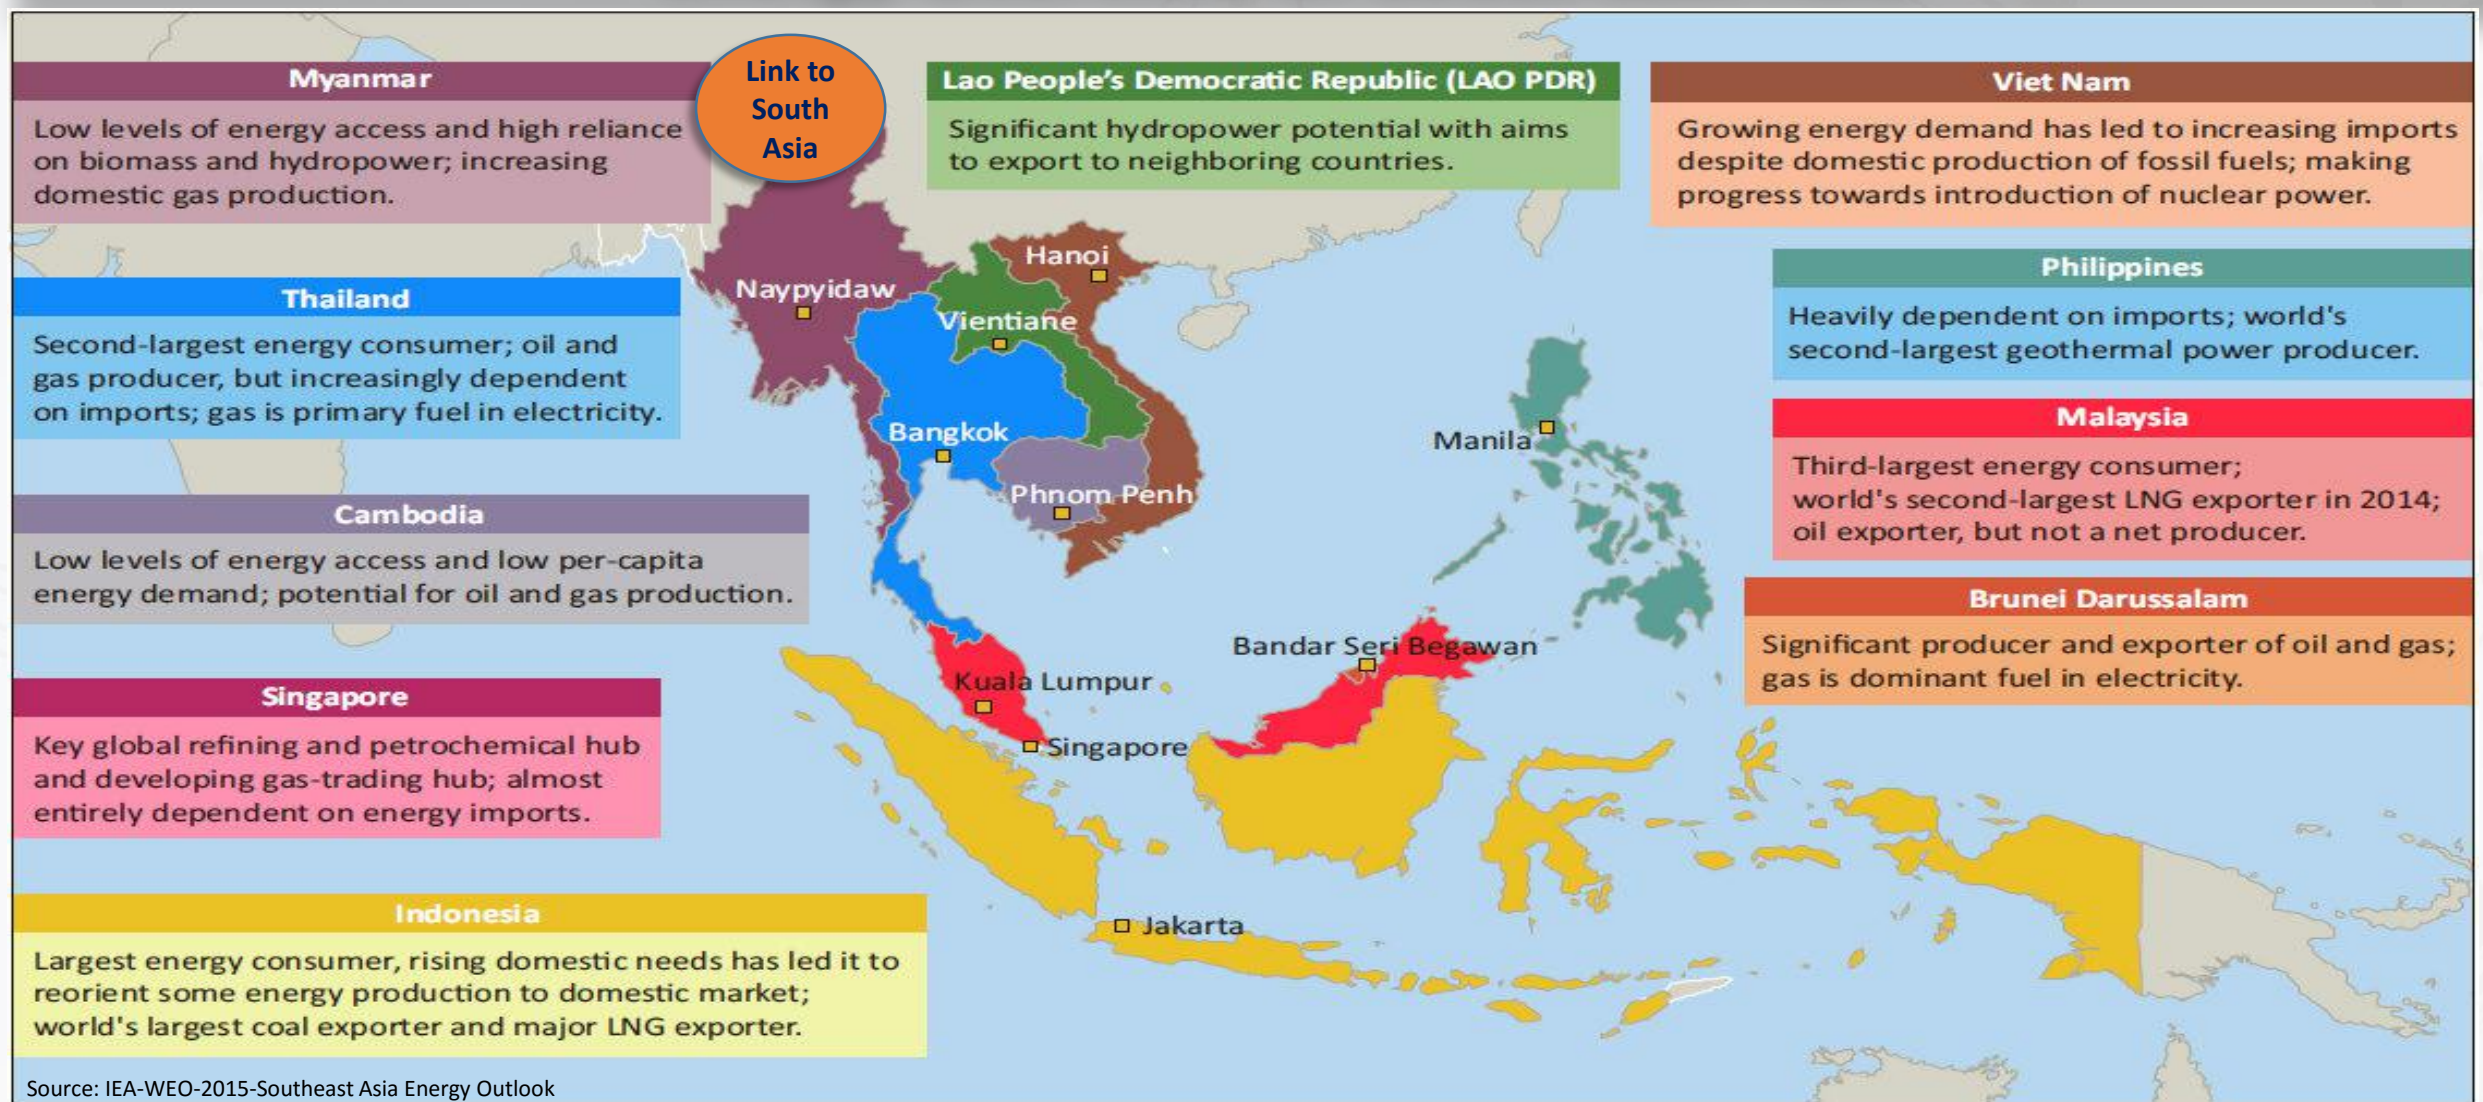 Link to
South
Asia
Myanmar
Low levels of energy access and high reliance
on biomass and hydropower; increasing
domestic gas production.
Lao People's Democratic Republic (LAO PDR)
Significant hydropower potential with aims
to export to neighboring countries.
Viet Nam
Growing energy demand has led to increasing imports
despite domestic production of fossil fuels; making
progress towards introduction of nuclear power.
Thailand
Second-largest energy consumer; oil and
gas producer, but increasingly dependent
on imports; gas is primary fuel in electricity.
Philippines
Heavily dependent on imports; world's
second-largest geothermal power producer.
Cambodia
Low levels of energy access and low per-capita
energy demand; potential for oil and gas production.
Malaysia
Third-largest energy consumer;
world's second-largest LNG exporter in 2014;
oil exporter, but not a net producer.
Singapore
Key global refining and petrochemical hub
and developing gas-trading hub; almost
entirely dependent on energy imports.
Brunei Darussalam
Significant producer and exporter of oil and gas;
gas is dominant fuel in electricity.
Indonesia
Largest energy consumer, rising domestic needs has led it to
reorient some energy production to domestic market;
world's largest coal exporter and major LNG exporter.
Hanoi
Naypyidaw
Vientiane
Bangkok
Manila
Phnom Penh
Bandar Seri Begawan
Kuala Lumpur
Singapore
Jakarta
Source: IEA-WEO-2015-Southeast Asia Energy Outlook